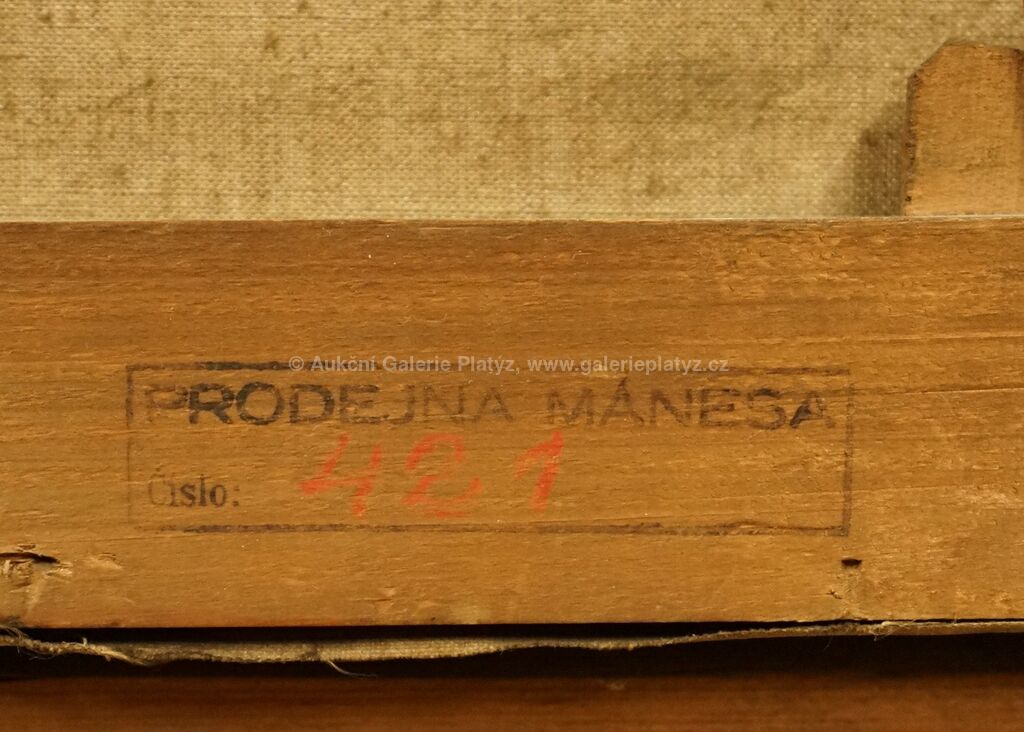 © Aukční Galerie Platýz, www.galerieplatyz.cz
PRODEJNA MÁNESA
Číslo: 421